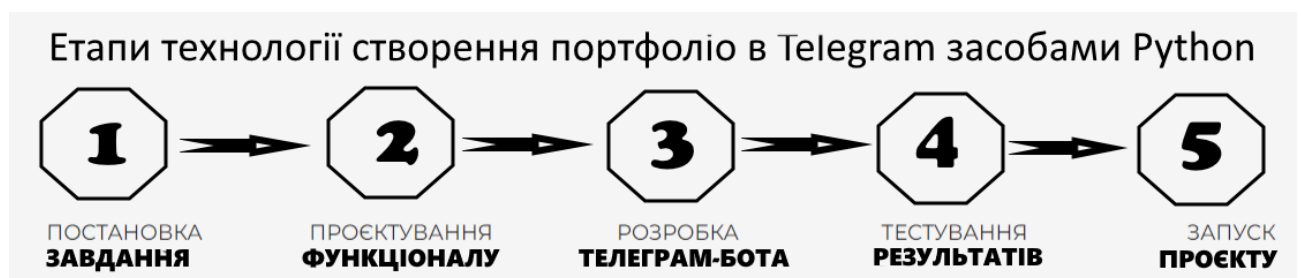 Етапи технології створення портфоліо в Telegram засобами Python
1
2
3
4
5
ПОСТАНОВКА
ЗАВДАННЯ
ПРОЄКТУВАННЯ
ФУНКЦІОНАЛУ
РОЗРОБКА
ТЕЛЕГРАМ-БОТА
ТЕСТУВАННЯ
РЕЗУЛЬТАТІВ
ЗАПУСК
ПРОЄКТУ